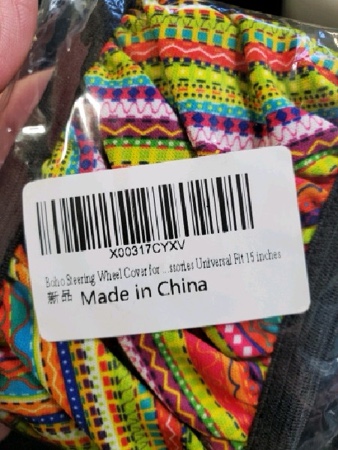 X00317CYXV
Boho Steering Wheel Cover for ...ssories Universal Fit 15 inches
新品 Made in China